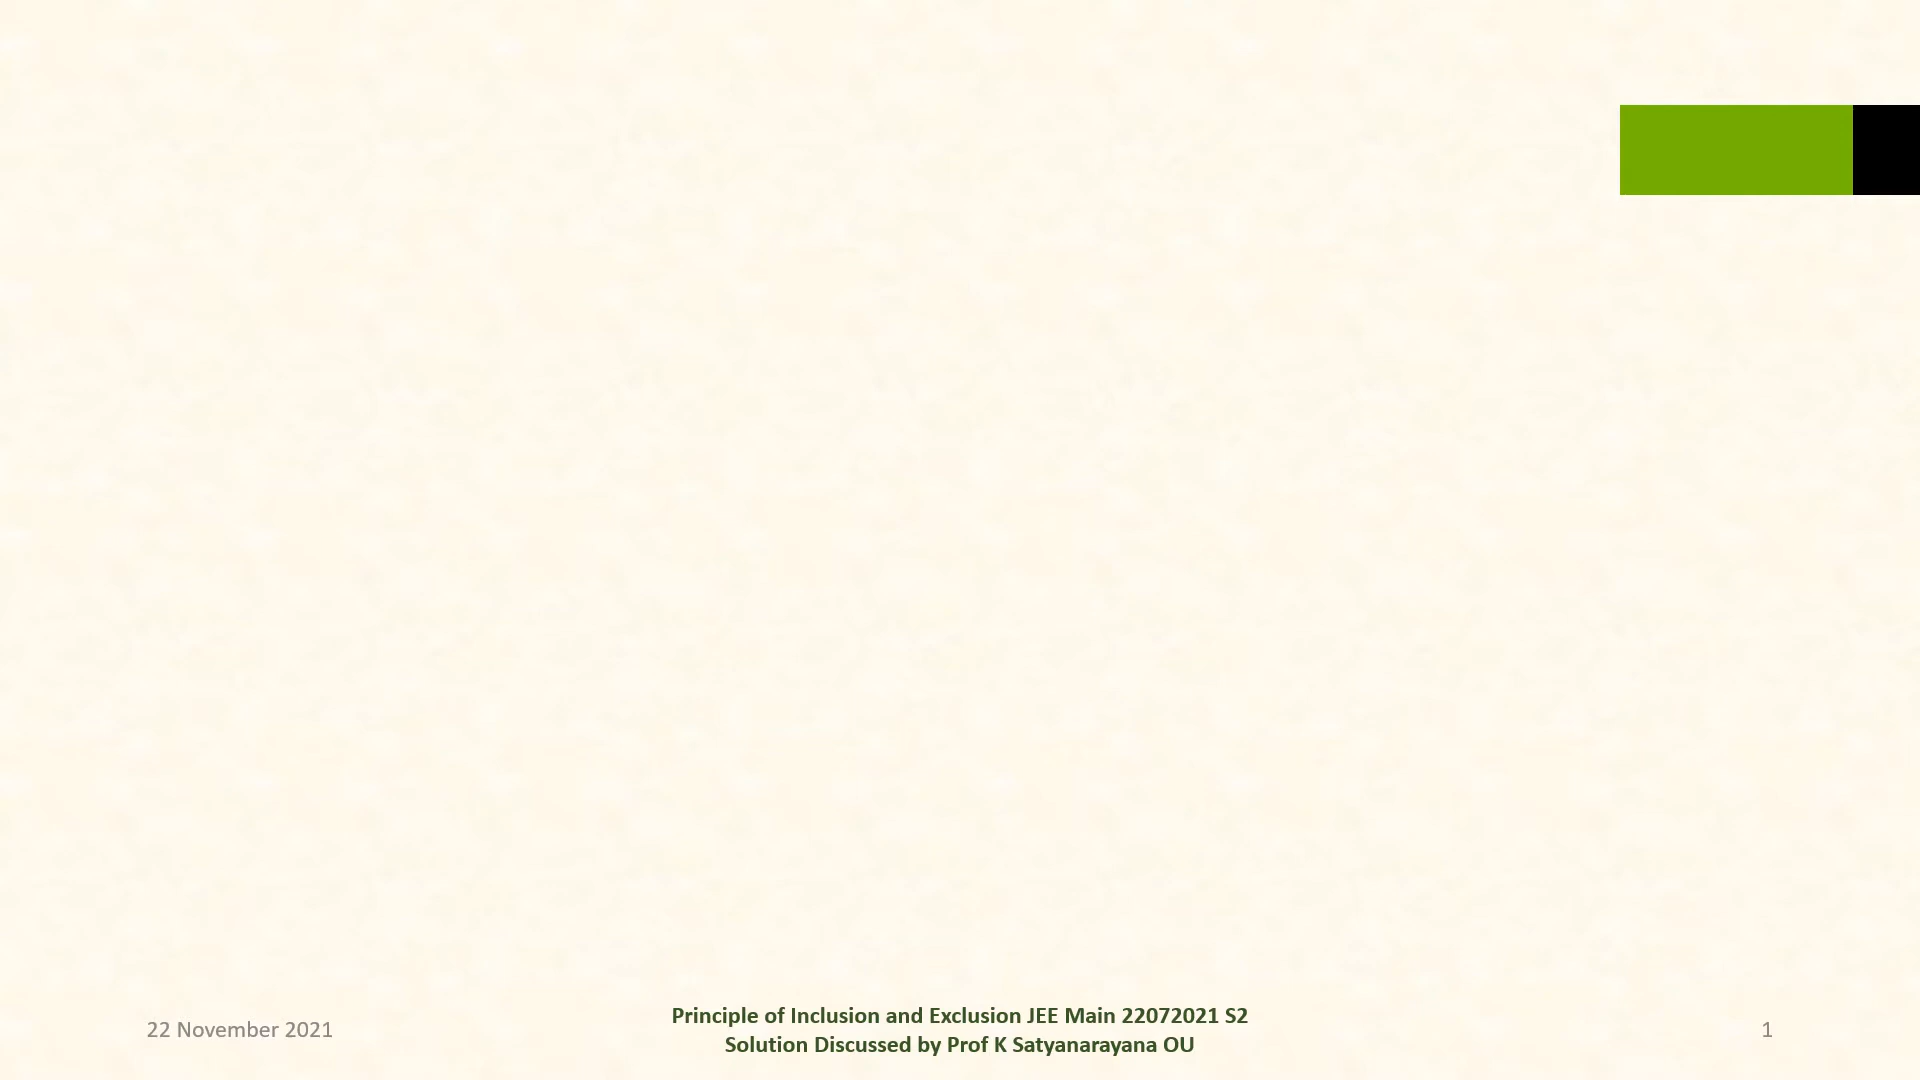 22 November 2021
Principle of Inclusion and Exclusion JEE Main 22072021 S2
Solution Discussed by Prof K Satyanarayana OU
1